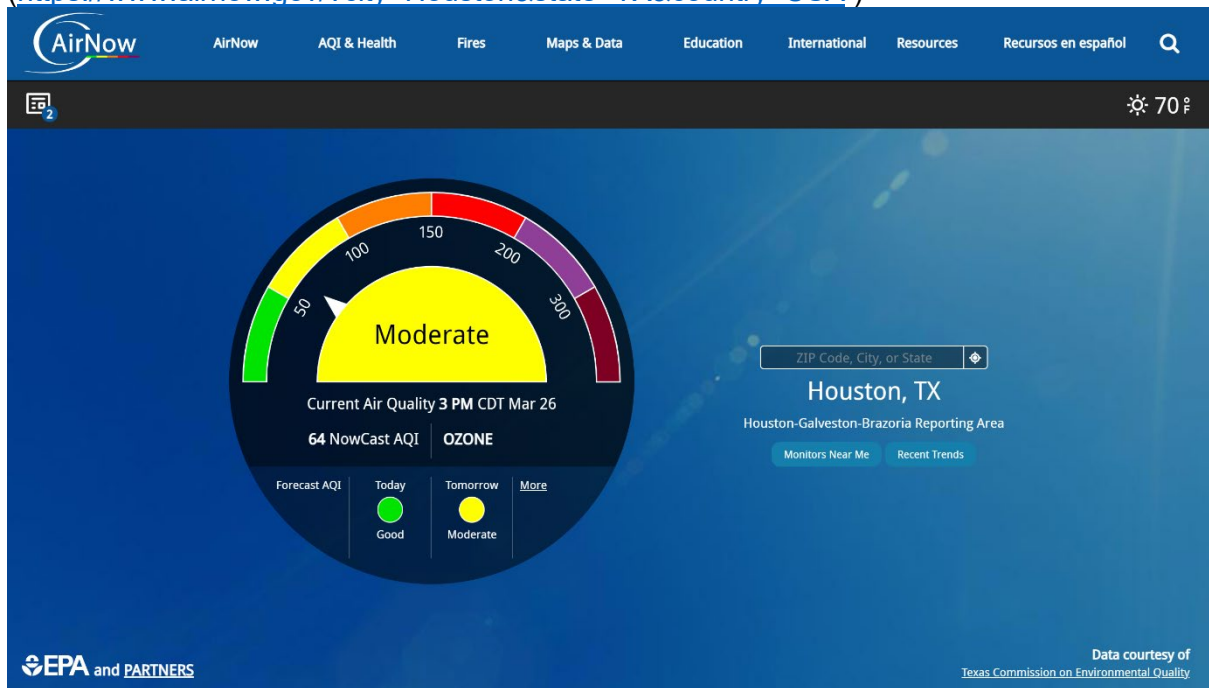 AirNow
AirNow AQI & Health Fires Maps & Data Education International Resources Recursos en español
2
70 °F
50
100
150
200
300
Moderate
Current Air Quality 3 PM CDT Mar 26
64 NowCast AQI OZONE
Forecast AQI Today Tomorrow More
Good Moderate
ZIP Code, City, or State
Houston, TX
Houston-Galveston-Brazoria Reporting Area
Monitors Near Me Recent Trends
EPA and PARTNERS
Data courtesy of
Texas Commission on Environmental Quality